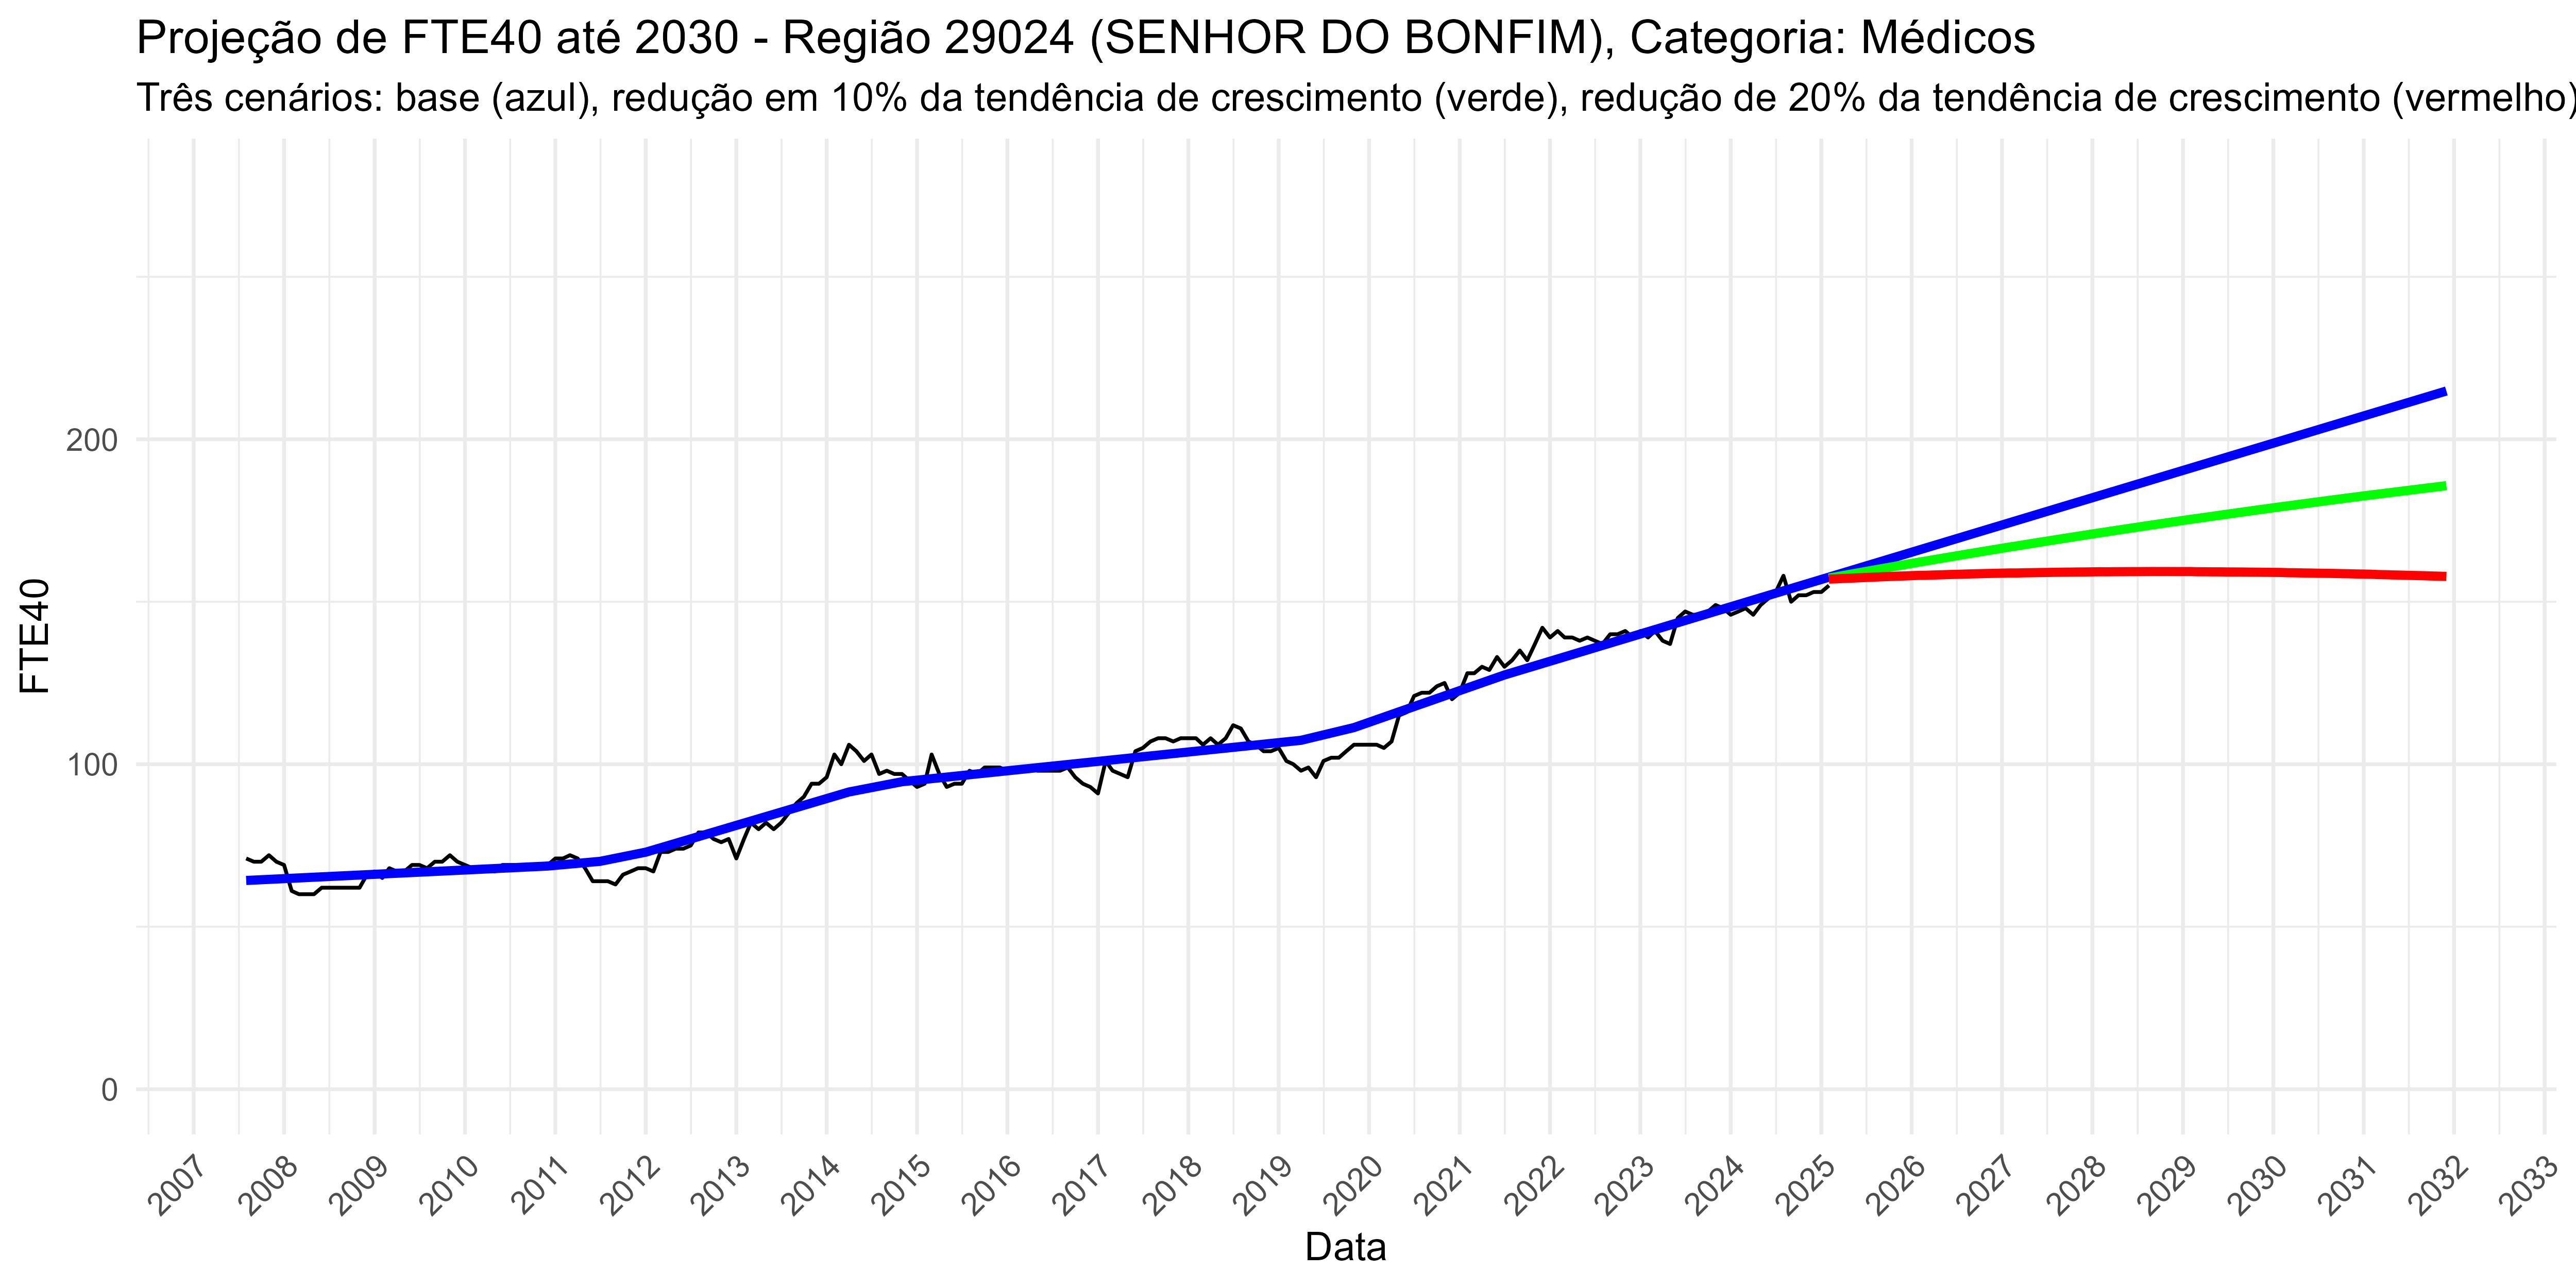 Projeção de FTE40 até 2030 - Região 29024 (SENHOR DO BONFIM), Categoria: Médicos
Três cenários: base (azul), redução em 10% da tendência de crescimento (verde), redução de 20% da tendência de crescimento (vermelho)
FTE40
200
100
0
2007 2008 2009 2010 2011 2012 2013 2014 2015 2016 2017 2018 2019 2020 2021 2022 2023 2024 2025 2026 2027 2028 2029 2030 2031 2032 2033
Data